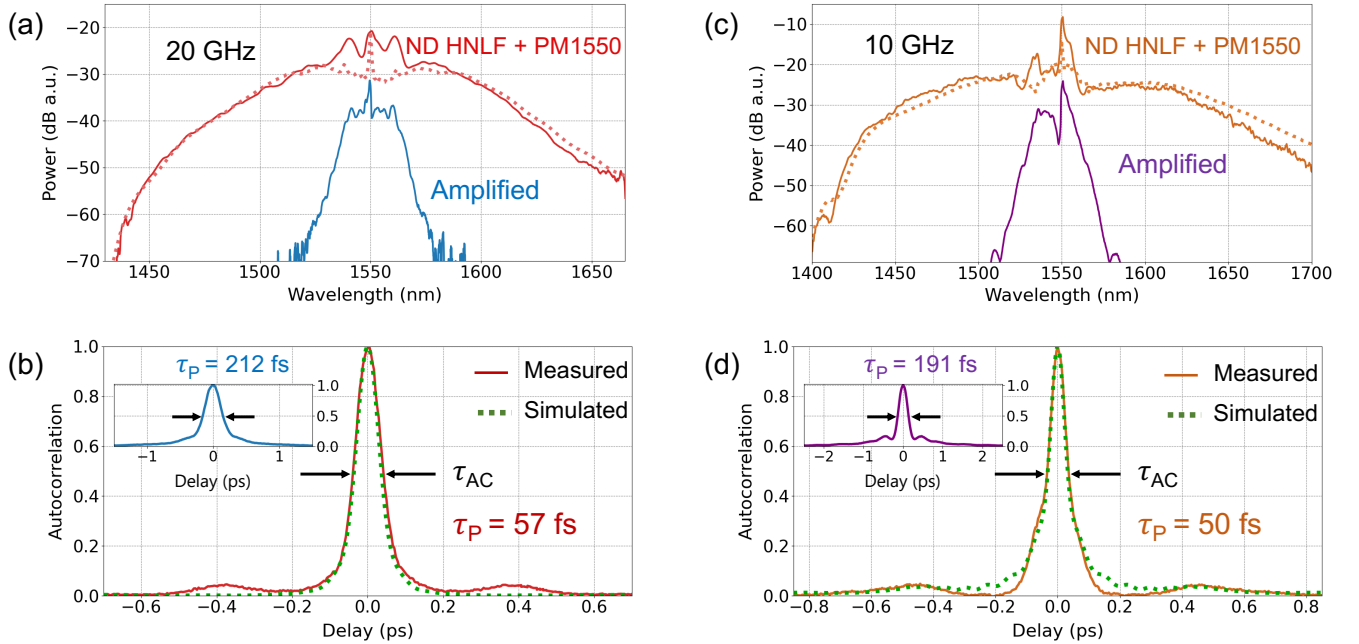 (a)
20 GHz
ND HNLF + PM1550
Amplified
Power (dB a.u.)
−20
−30
−40
−50
−60
−70
1450
1500
1550
1600
1650
Wavelength (nm)
(c)
10 GHz
ND HNLF + PM1550
Amplified
Power (dB a.u.)
−10
−20
−30
−40
−50
−60
1400
1450
1500
1550
1600
1650
1700
Wavelength (nm)
(b)
τP = 212 fs
Measured
Simulated
1.0
0.5
0.0
−1
0
1
Delay (ps)
τAC
τP = 57 fs
Autocorrelation
1.0
0.8
0.6
0.4
0.2
0.0
−0.6
−0.4
−0.2
0.0
0.2
0.4
0.6
Delay (ps)
(d)
τP = 191 fs
Measured
Simulated
1.0
0.5
0.0
−2
−1
0
1
2
Delay (ps)
τAC
τP = 50 fs
Autocorrelation
1.0
0.8
0.6
0.4
0.2
0.0
−0.8
−0.6
−0.4
−0.2
0.0
0.2
0.4
0.6
0.8
Delay (ps)